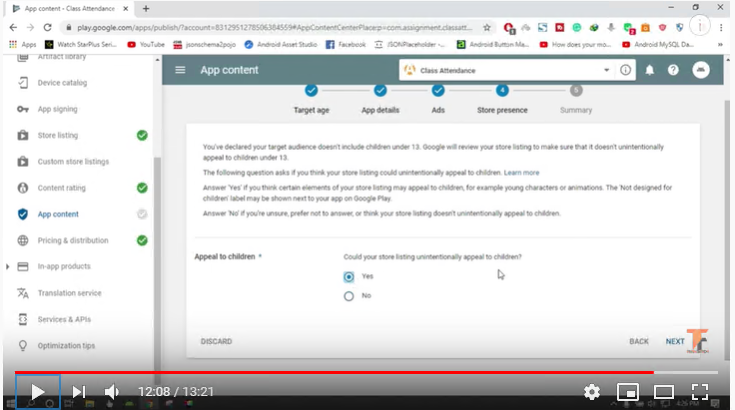 App content - Class Attendance
play.google.com/apps/publish/?account=8312951278506384559#AppContentCenterPlace:p=com.assignment.classatt...
Apps
Watch StarPlus Seri...
YouTube
jsonschema2pojo
Android Asset Studio
Facebook
{JSON}Placeholder -...
Android Button Ma...
How does your mo...
Android MySQL Da...
Artifact library
Device catalog
App signing
Store listing
Custom store listings
Content rating
App content
Pricing & distribution
In-app products
Translation service
Services & APIs
Optimization tips
App content
Class Attendance
4
5
Target age
App details
Ads
Store presence
Summary
You've declared your target audience doesn't include children under 13. Google will review your store listing to make sure that it doesn't unintentionally
appeal to children under 13.
The following question asks if you think your store listing could unintentionally appeal to children. Learn more
Answer 'Yes' if you think certain elements of your store listing may appeal to children, for example young characters or animations. The 'Not designed for
children' label may be shown next to your app on Google Play.
Answer 'No' if you're unsure, prefer not to answer, or think your store listing doesn't unintentionally appeal to children.
Appeal to children *
Could your store listing unintentionally appeal to children?
Yes
No
DISCARD
BACK
NEXT
12:08 / 13:21
4:26 PM